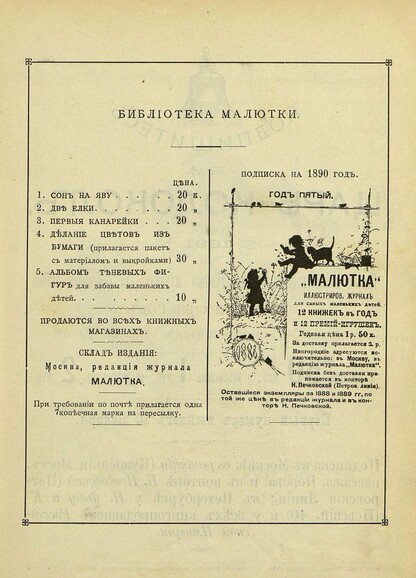 БИБЛІОТЕКА МАЛЮТКИ.
ЦѢНА.
1. СОНЪ НА ЯВУ . . . . . . 20 к.
2. ДВѢ ЕЛКИ. . . . . . . . 20 „
3. ПЕРВЫЯ КАНАРЕЙКИ . . . 20 „
4. ДѢЛАНІЕ ЦВѢТОВЪ ИЗЪ
БУМАГИ (прилагается пакетъ
съ матеріаломъ и выкройками) 30 „
5. АЛЬБОМЪ ТѢНЕВЫХЪ ФИ-
ГУРЪ для забавы маленькихъ
дѣтей. . . . . . . . . . 10 „
ПРОДАЮТСЯ ВО ВСѢХЪ КНИЖНЫХЪ
МАГАЗИНАХЪ.
СКЛАДЪ ИЗДАНІЯ:
Москва, редакція журнала
МАЛЮТКА.
При требованіи по почтѣ прилагается одна
7копѣечная марка на пересылку.
ПОДПИСКА НА 1890 ГОДЪ.
ГОДЪ ПЯТЫЙ.
„МАЛЮТКА“
ИЛЛЮСТРИРОВ. ЖУРНАЛЪ
для самыхъ маленькихъ дѣтей.
12 КНИЖЕКЪ въ ГОДЪ
и 12 ПРЕМІЙ-ИГРУШЕКЪ.
Годовая цѣна 1 р. 50 к.
За доставку прилагается
Иногородніе адресуются ис-
ключительно: въ Москву, въ
редакцію журнала „Малютка“.
Подписка безъ доставки при-
нимается въ конторѣ
Н. Печковской (Петров. линіи).
Оставшіеся экземпляры за 1888 и 1889 гг. по
той же цѣнѣ въ редакціи журнала и въ кон-
торѣ Н. Печковской.